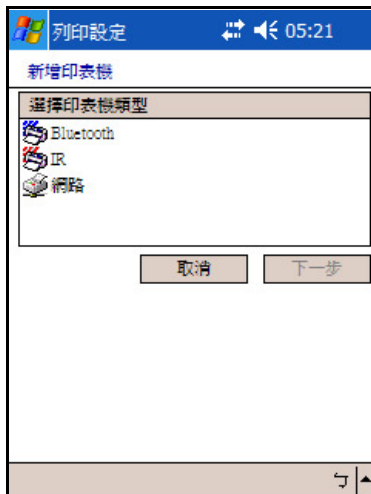 列印設定 05:21
新增印表機
選擇印表機類型
Bluetooth
IR
網路
取消 下一步
ㄅ